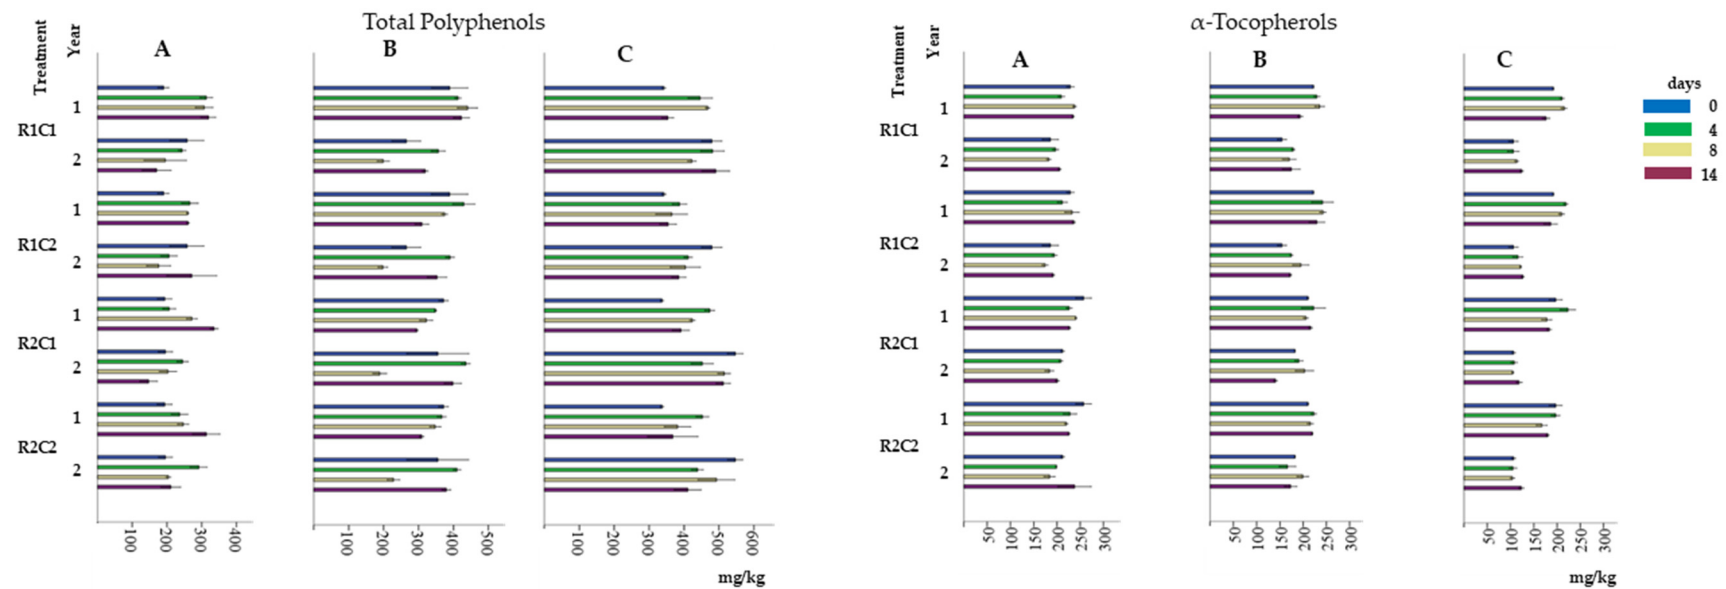 Total Polyphenols
α-Tocopherols
Treatment
Year
A
B
C
Treatment
Year
A
B
C
days
0
4
8
14
R1C1
1
2
R1C2
1
2
R2C1
1
2
R2C2
1
2
R1C1
1
2
R1C2
1
2
R2C1
1
2
R2C2
1
2
100 200 300 400
100 200 300 400 500
100 200 300 400 500 600
50 100 150 200 250 300
50 100 150 200 250 300
50 100 150 200 250 300
mg/kg
mg/kg